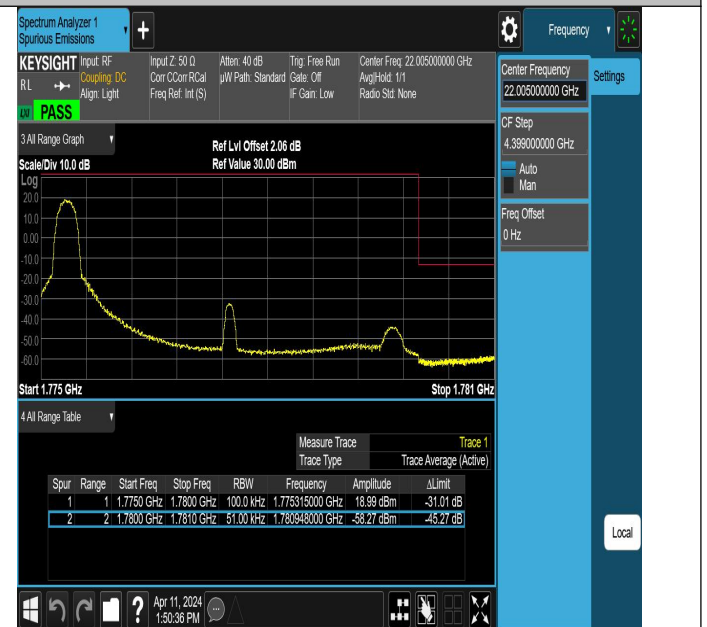 Spectrum Analyzer 1
Spurious Emissions
Frequency
KEYSIGHT
Input: RF
Coupling: DC
Align: Light
Input Z: 50 Ω
Corr CCorr RCal
Freq Ref: Int (S)
Atten: 40 dB
µW Path: Standard
Trig: Free Run
Gate: Off
IF Gain: Low
Center Freq: 22.005000000 GHz
Avg|Hold: 1/1
Radio Std: None
R L
LXI
PASS
Center Frequency
22.005000000 GHz
Settings
CF Step
4.399000000 GHz
Auto
Man
Freq Offset
0 Hz
3 All Range Graph
Ref Lvl Offset 2.06 dB
Scale/Div 10.0 dB
Ref Value 30.00 dBm
Log
20.0
10.0
0.00
-10.0
-20.0
-30.0
-40.0
-50.0
-60.0
Start 1.775 GHz
Stop 1.781 GHz
4 All Range Table
Measure Trace Trace 1
Trace Type Trace Average (Active)
Spur Range Start Freq Stop Freq RBW Frequency Amplitude ΔLimit
1 1 1.7750 GHz 1.7800 GHz 100.0 kHz 1.775315000 GHz 18.99 dBm -31.01 dB
2 2 1.7800 GHz 1.7810 GHz 51.00 kHz 1.780948000 GHz -58.27 dBm -45.27 dB
Local
?
Apr 11, 2024
1:50:36 PM